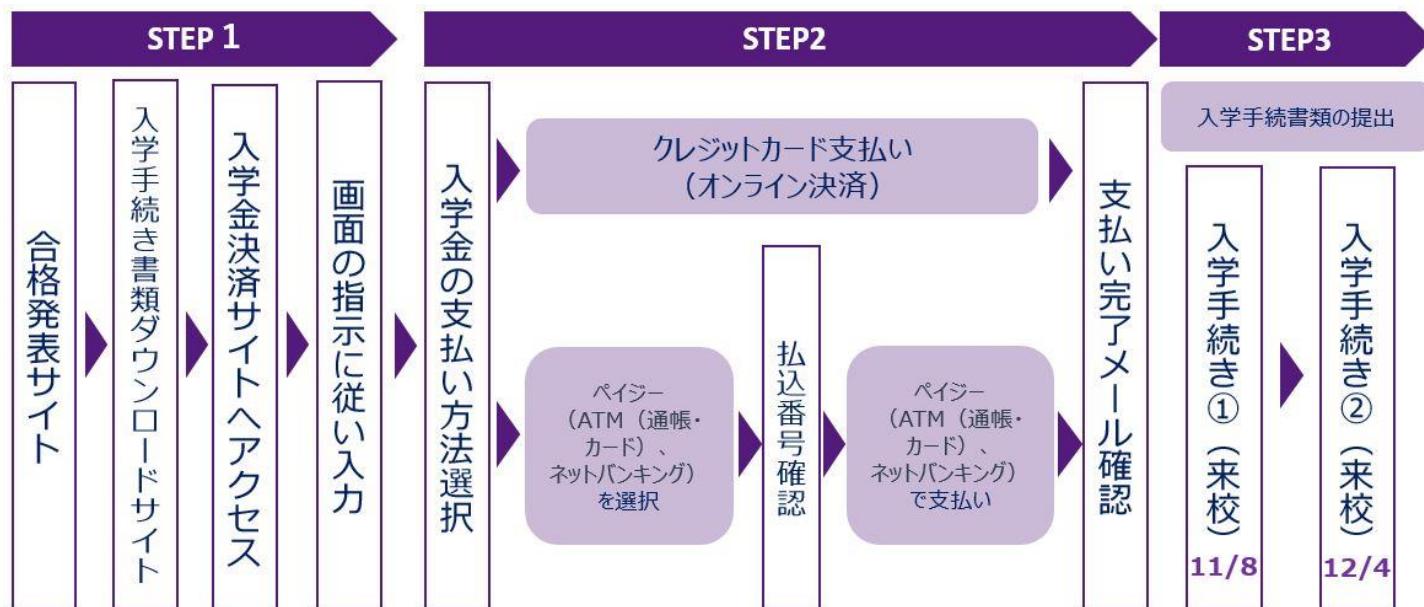 STEP 1
合格発表サイト
入学手続き書類ダウンロードサイト
入学金決済サイトへアクセス
画面の指示に従い入力
STEP2
入学金の支払い方法選択
クレジットカード支払い
（オンライン決済）
ペイジー
（ATM（通帳・
カード）、
ネットバンキング）
を選択
払込番号確認
ペイジー
（ATM（通帳・
カード）、
ネットバンキング）
で支払い
支払い完了メール確認
STEP3
入学手続書類の提出
入学手続き①（来校）
11/8
入学手続き②（来校）
12/4